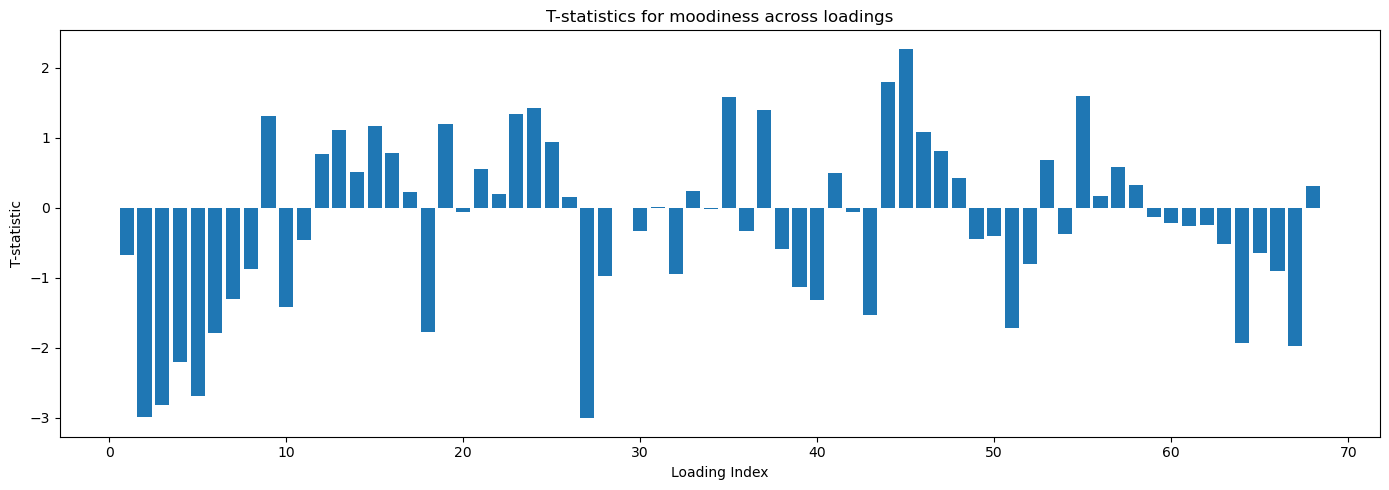 T-statistics for moodiness across loadings
T-statistic
2
1
0
−1
−2
−3
0 10 20 30 40 50 60 70
Loading Index